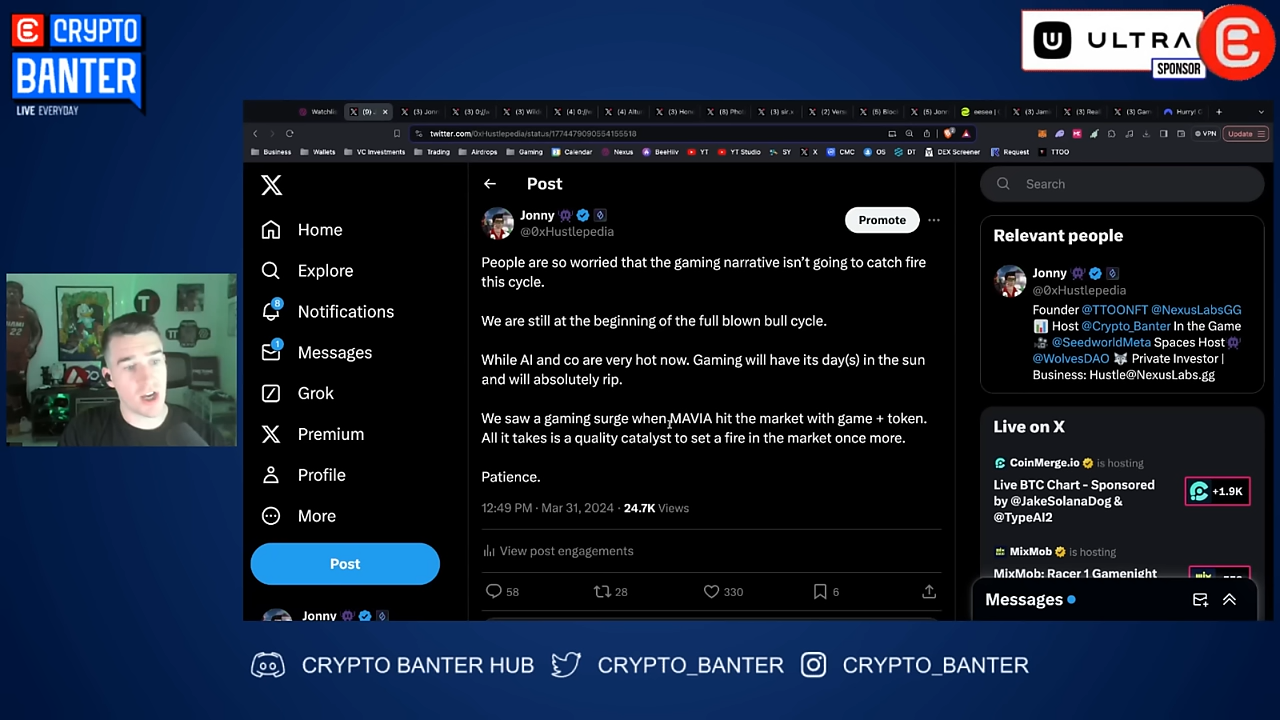 CRYPTO
BANTER
LIVE EVERYDAY
ULTRA
SPONSOR
twitter.com/0xHustlepedia/status/1774479090554155518
VPN
Update
Business
Wallets
VC Investments
Trading
Airdrops
Gaming
Calendar
Nexus
BeeHiiv
YT
YT Studio
SY
X
CMC
OS
DT
DEX Screener
Request
TTOO
Home
Explore
8
Notifications
1
Messages
Grok
Premium
Profile
More
Post
Jonny
Post
Jonny
@0xHustlepedia
Promote
People are so worried that the gaming narrative isn't going to catch fire
this cycle.
We are still at the beginning of the full blown bull cycle.
While AI and co are very hot now. Gaming will have its day(s) in the sun
and will absolutely rip.
We saw a gaming surge when MAVIA hit the market with game + token.
All it takes is a quality catalyst to set a fire in the market once more.
Patience.
12:49 PM · Mar 31, 2024 · 24.7K Views
View post engagements
58
28
330
6
Search
Relevant people
Jonny
@0xHustlepedia
Founder @TTOONFT @NexusLabsGG
Host @Crypto_Banter In the Game
@SeedworldMeta Spaces Host
@WolvesDAO Private Investor |
Business: Hustle@NexusLabs.gg
Live on X
CoinMerge.io is hosting
Live BTC Chart - Sponsored
by @JakeSolanaDog &
@TypeAI2
+1.9K
MixMob is hosting
MixMob: Racer 1 Gamenight
Messages
CRYPTO BANTER HUB
CRYPTO_BANTER
CRYPTO_BANTER